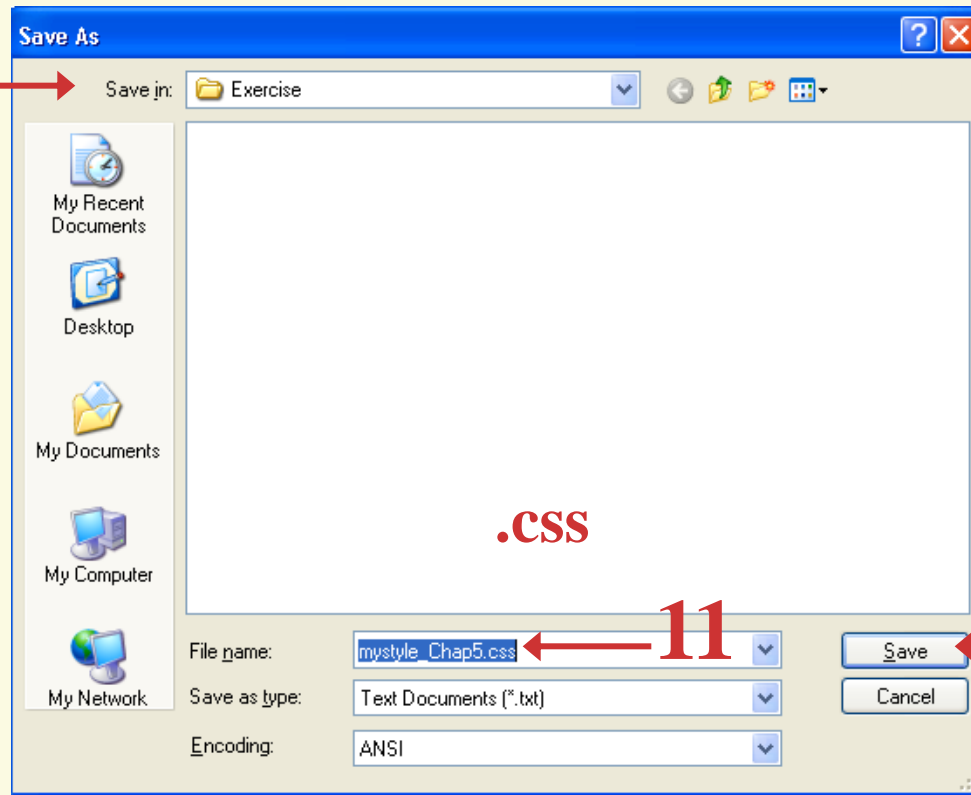 Save As
Save in:
Exercise
My Recent
Documents
Desktop
My Documents
My Computer
My Network
.css
File name:
mystyle_Chap5.css
11
Save
Save as type:
Text Documents (*.txt)
Cancel
Encoding:
ANSI